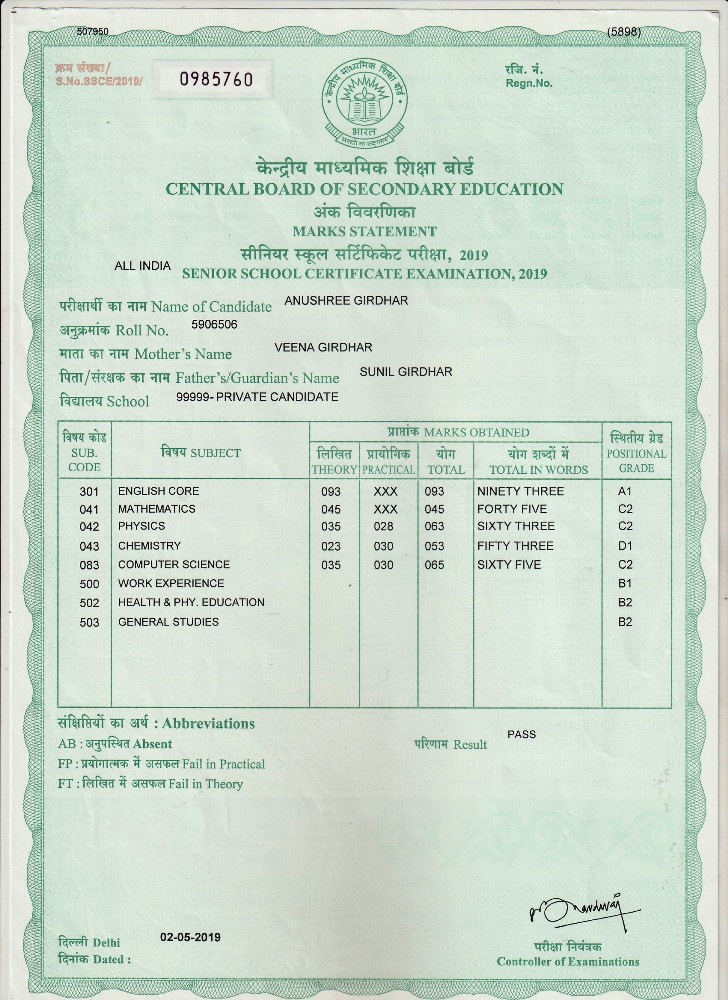 507950 (5898)
क्रम संख्या/
S.No.SSCE/2019/ 0985760
रजि. नं.
Regn.No.
केन्द्रीय माध्यमिक शिक्षा बोर्ड
भारत
केन्द्रीय माध्यमिक शिक्षा बोर्ड
CENTRAL BOARD OF SECONDARY EDUCATION
अंक विवरणिका
MARKS STATEMENT
सीनियर स्कूल सर्टिफिकेट परीक्षा, 2019
ALL INDIA SENIOR SCHOOL CERTIFICATE EXAMINATION, 2019
परीक्षार्थी का नाम Name of Candidate ANUSHREE GIRDHAR
अनुक्रमांक Roll No. 5906506
माता का नाम Mother's Name VEENA GIRDHAR
पिता/संरक्षक का नाम Father's/Guardian's Name SUNIL GIRDHAR
विद्यालय School 99999- PRIVATE CANDIDATE
विषय कोड SUB. CODE विषय SUBJECT प्राप्तांक MARKS OBTAINED स्थितीय ग्रेड POSITIONAL GRADE
लिखित THEORY प्रायोगिक PRACTICAL योग TOTAL योग शब्दों में TOTAL IN WORDS
301 ENGLISH CORE 093 XXX 093 NINETY THREE A1
041 MATHEMATICS 045 XXX 045 FORTY FIVE C2
042 PHYSICS 035 028 063 SIXTY THREE C2
043 CHEMISTRY 023 030 053 FIFTY THREE D1
083 COMPUTER SCIENCE 035 030 065 SIXTY FIVE C2
500 WORK EXPERIENCE B1
502 HEALTH & PHY. EDUCATION B2
503 GENERAL STUDIES B2
संक्षिप्तियों का अर्थ : Abbreviations
AB : अनुपस्थित Absent
परिणाम Result PASS
FP : प्रयोगात्मक में असफल Fail in Practical
FT : लिखित में असफल Fail in Theory
दिल्ली Delhi
दिनांक Dated : 02-05-2019
परीक्षा नियंत्रक
Controller of Examinations